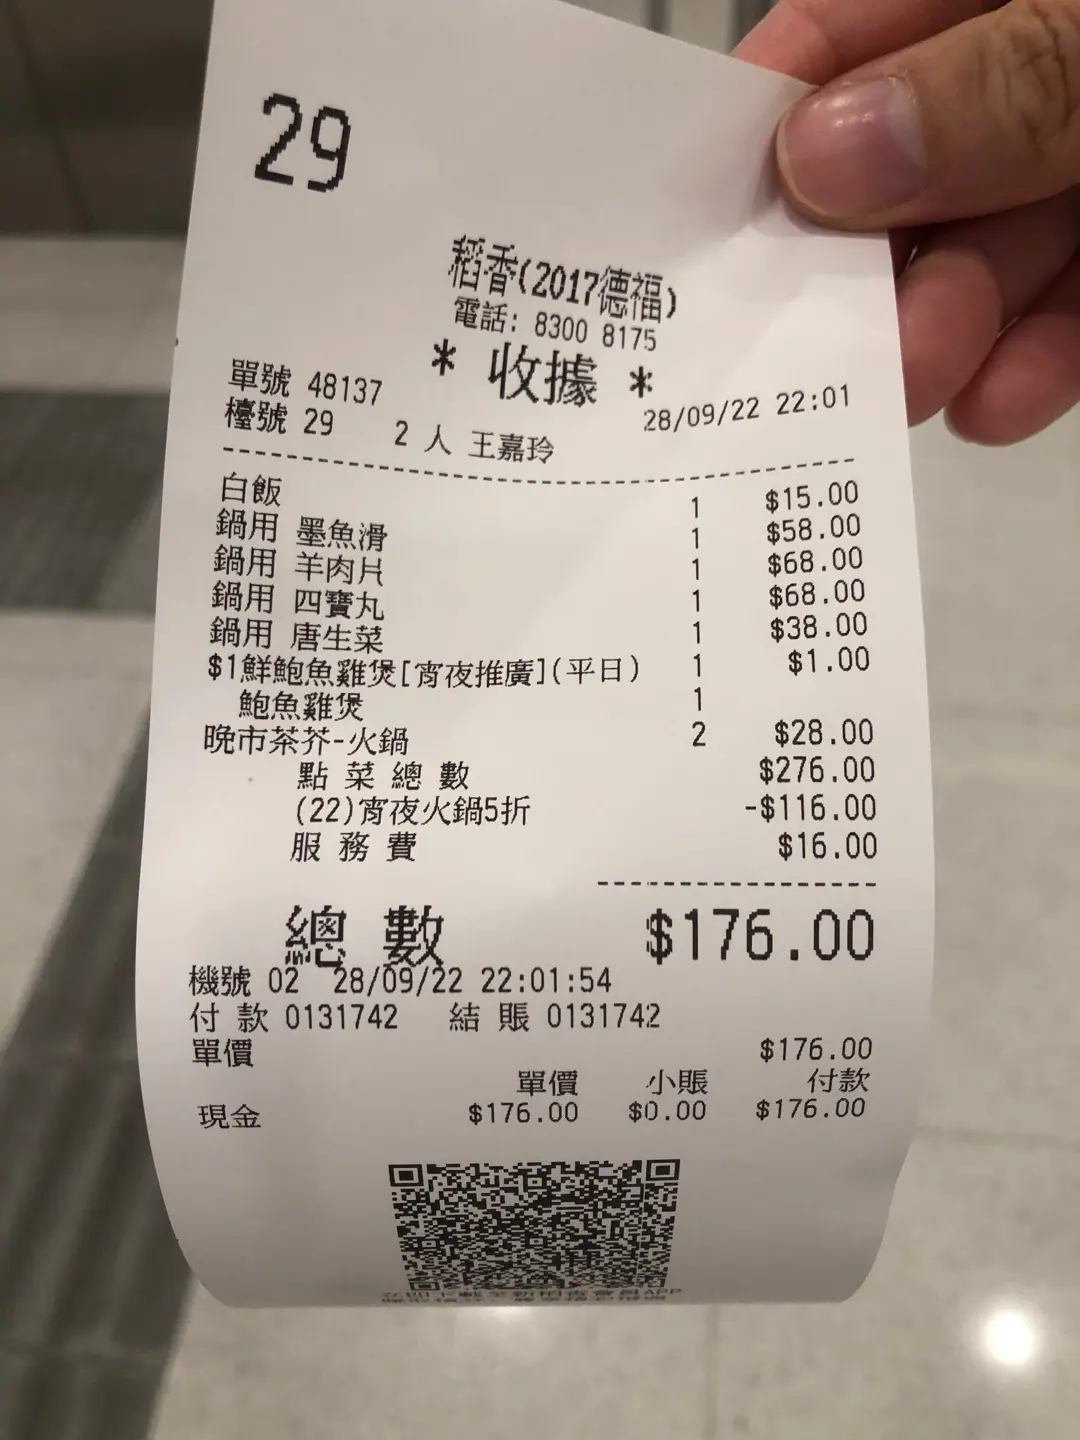 29
稻香(2017德福)
電話: 8300 8175
* 收據 *
單號 48137 28/09/22 22:01
檯號 29 2 人 王嘉玲
白飯 1 $15.00
鍋用 墨魚滑 1 $58.00
鍋用 羊肉片 1 $68.00
鍋用 四寶丸 1 $68.00
鍋用 唐生菜 1 $38.00
$1鮮鮑魚雞煲[宵夜推廣](平日) 1 $1.00
鮑魚雞煲 1
晚市茶芥-火鍋 2 $28.00
點菜總數 $276.00
(22)宵夜火鍋5折 -$116.00
服務費 $16.00
總數 $176.00
機號 02 28/09/22 22:01:54
付款 0131742 結賬 0131742
單價 $176.00
單價 小賬 付款
現金 $176.00 $0.00 $176.00